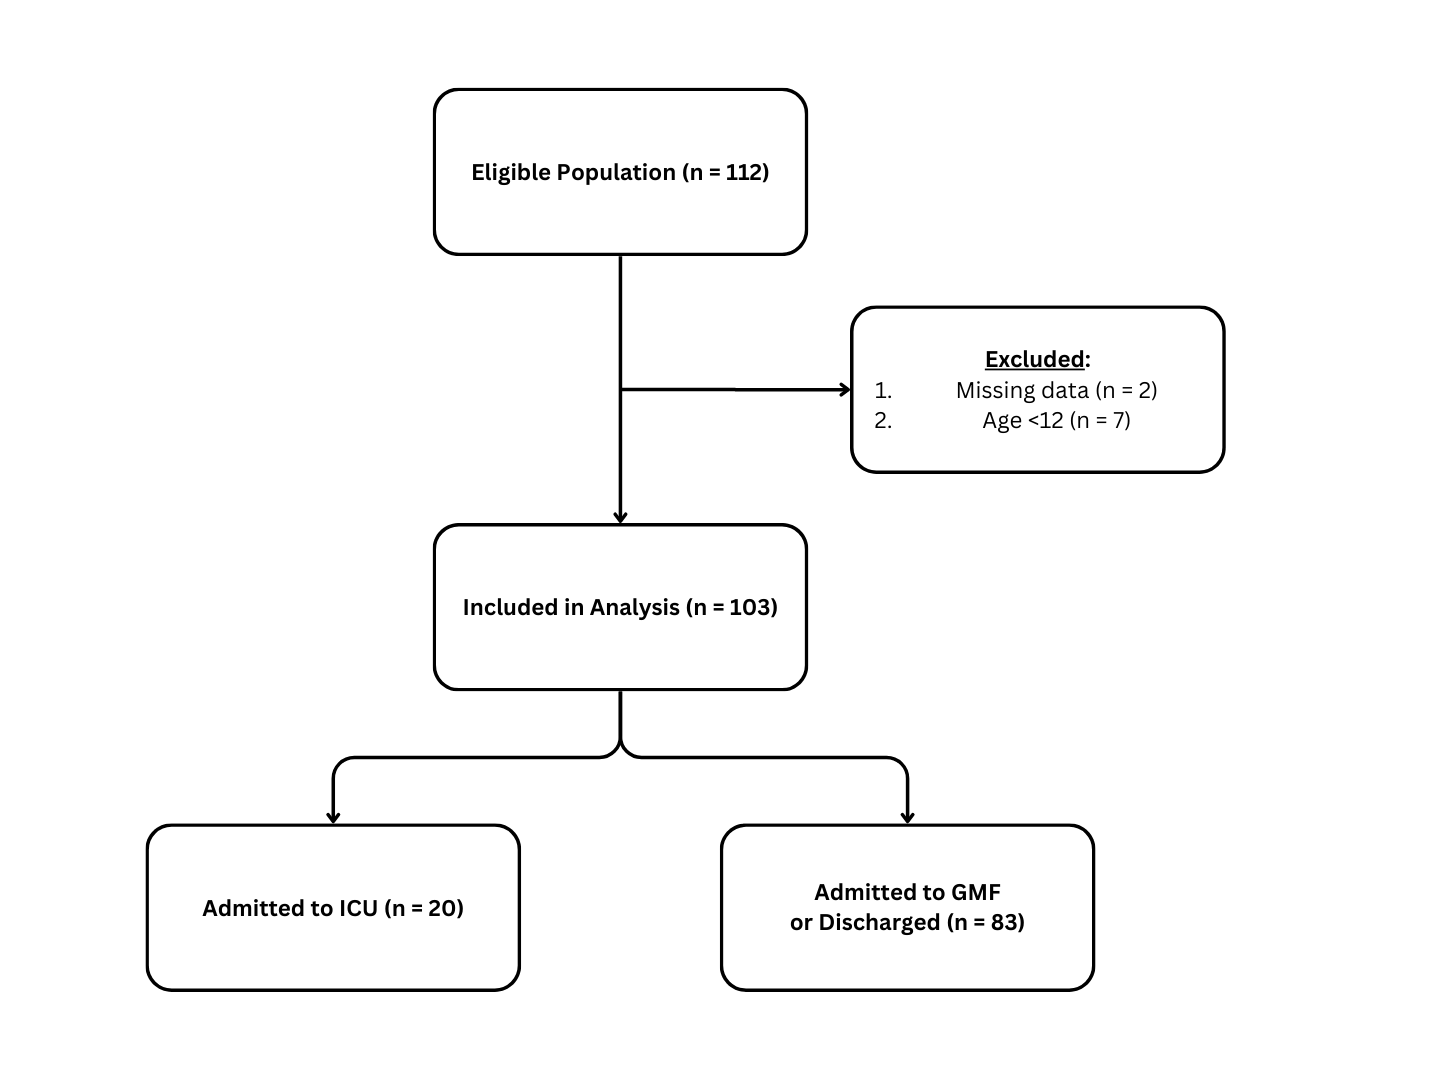 Eligible Population (n = 112)
Excluded:
1. Missing data (n = 2)
2. Age <12 (n = 7)
Included in Analysis (n = 103)
Admitted to ICU (n = 20)
Admitted to GMF
or Discharged (n = 83)